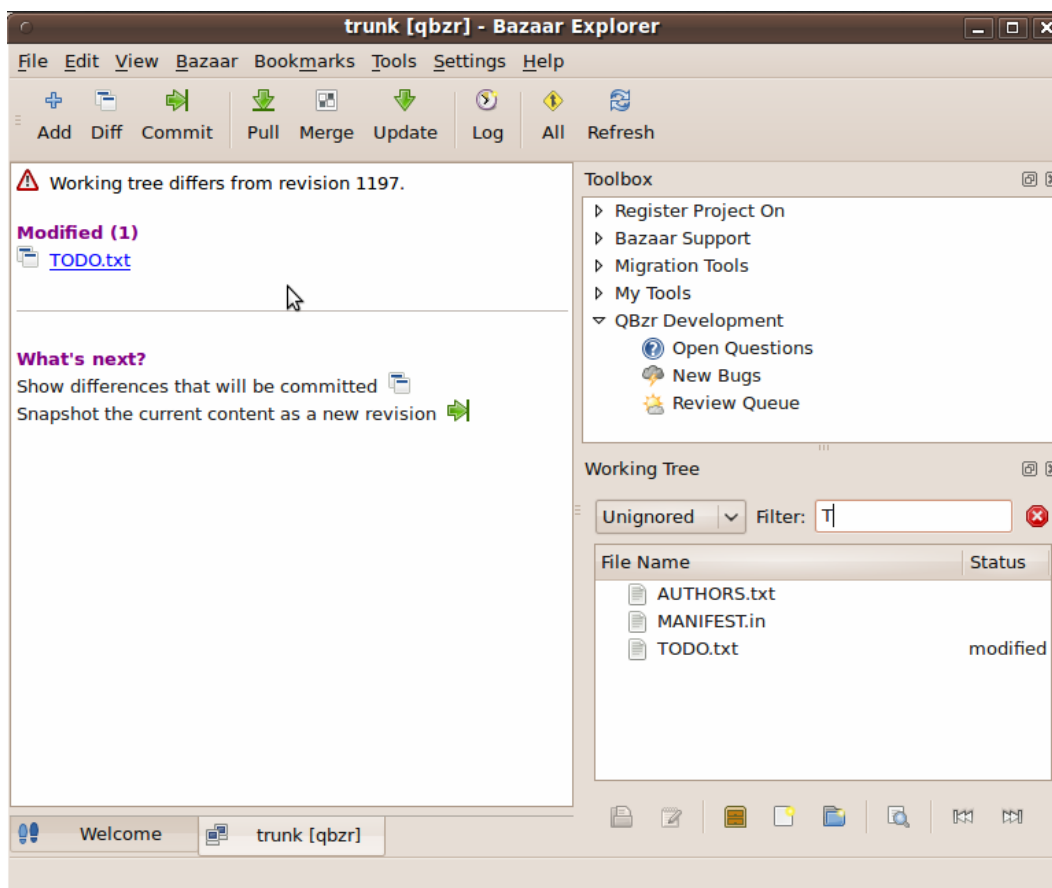 trunk [qbzr] - Bazaar Explorer
File Edit View Bazaar Bookmarks Tools Settings Help
Add Diff Commit Pull Merge Update Log All Refresh
Working tree differs from revision 1197.
Modified (1)
TODO.txt
What's next?
Show differences that will be committed
Snapshot the current content as a new revision
Toolbox
Register Project On
Bazaar Support
Migration Tools
My Tools
QBzr Development
Open Questions
New Bugs
Review Queue
Working Tree
Unignored Filter: T
File Name Status
AUTHORS.txt
MANIFEST.in
TODO.txt modified
Welcome trunk [qbzr]